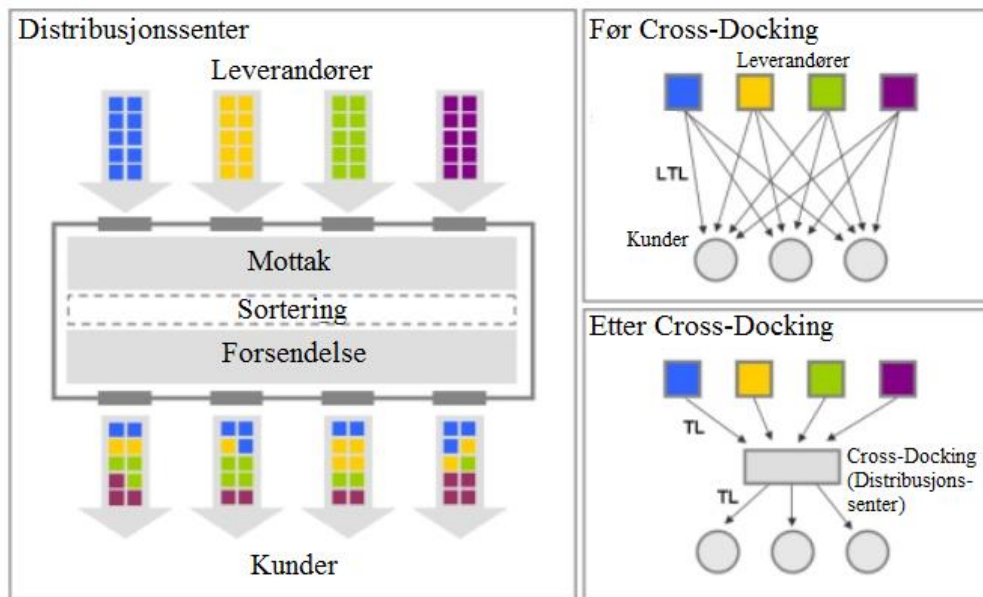 Distribusjonssenter
Leverandører
Mottak
Sortering
Forsendelse
Kunder
Før Cross-Docking
Leverandører
LTL
Kunder
Etter Cross-Docking
TL
Cross-Docking
(Distribusjons-
senter)
TL